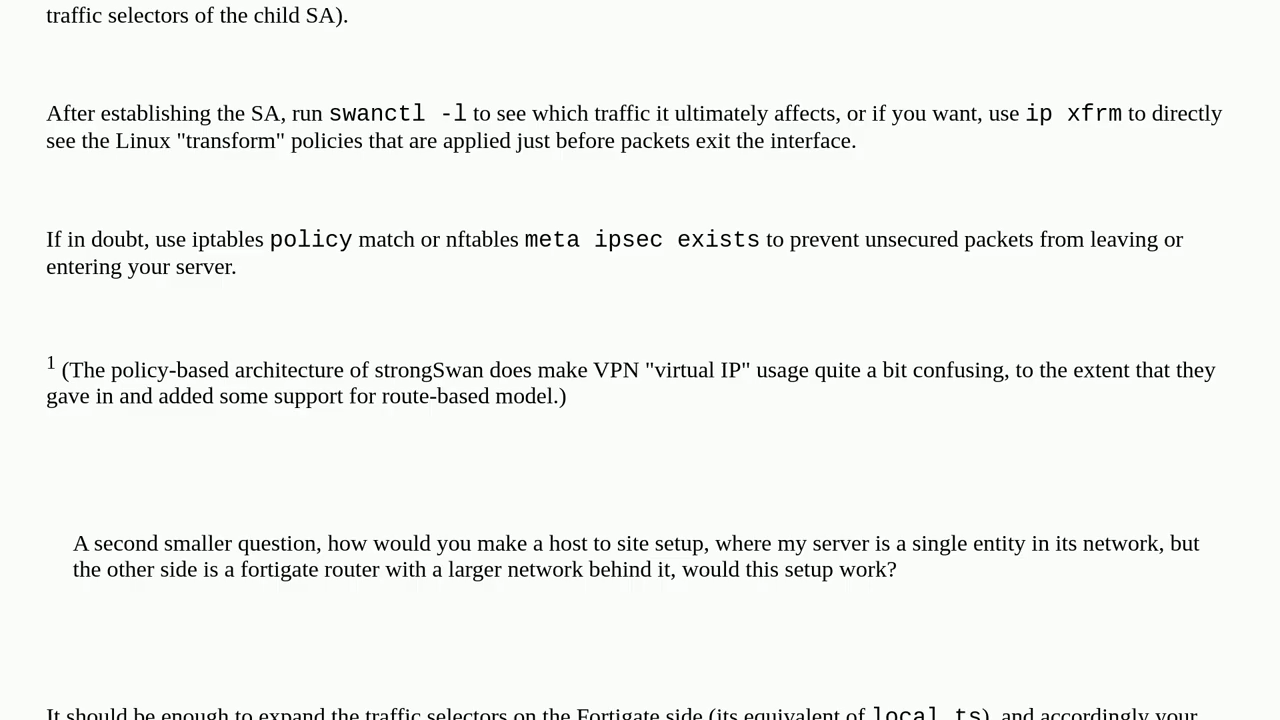 traffic selectors of the child SA).
After establishing the SA, run swanctl -l to see which traffic it ultimately affects, or if you want, use ip xfrm to directly
see the Linux "transform" policies that are applied just before packets exit the interface.
If in doubt, use iptables policy match or nftables meta ipsec exists to prevent unsecured packets from leaving or
entering your server.
1 (The policy-based architecture of strongSwan does make VPN "virtual IP" usage quite a bit confusing, to the extent that they
gave in and added some support for route-based model.)
A second smaller question, how would you make a host to site setup, where my server is a single entity in its network, but
the other side is a fortigate router with a larger network behind it, would this setup work?
It should be enough to expand the traffic selectors on the Fortigate side (its equivalent of local_ts), and accordingly your